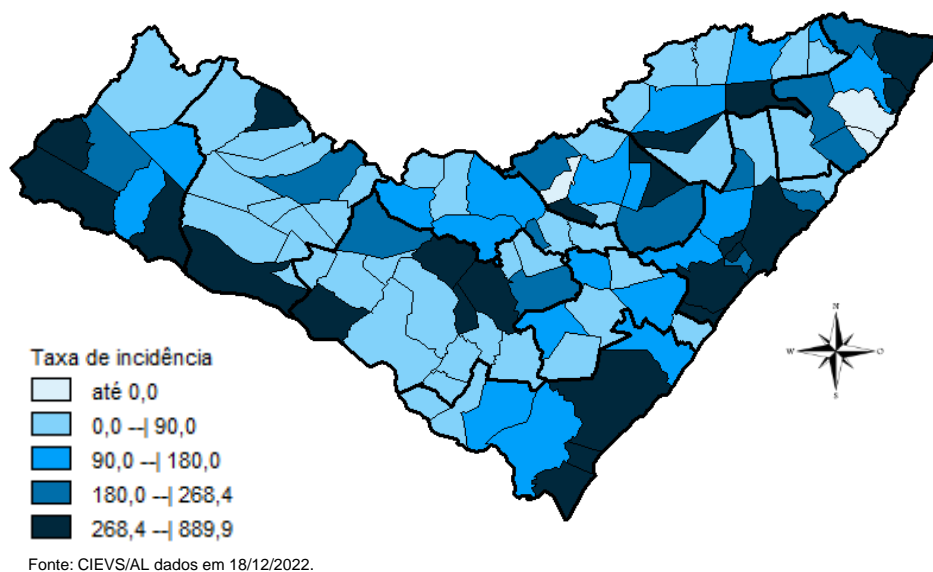 N
W
O
S
Taxa de incidência
até 0,0
0,0 --| 90,0
90,0 --| 180,0
180,0 --| 268,4
268,4 --| 889,9
Fonte: CIEVS/AL dados em 18/12/2022.